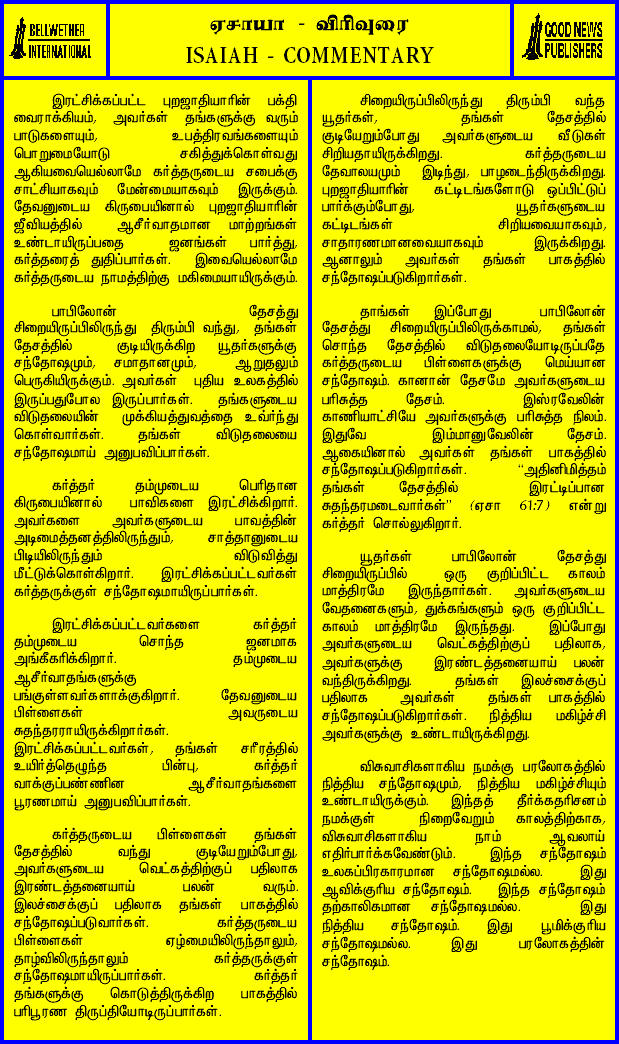 BELLWETHER
INTERNATIONAL
ஏசாயா - விரிவுரை
ISAIAH - COMMENTARY
GOOD NEWS
PUBLISHERS
இரட்சிக்கப்பட்ட புறஜாதியாரின் பக்தி
வைராக்கியம், அவர்கள் தங்களுக்கு வரும்
பாடுகளையும், உபத்திரவங்களையும்
பொறுமையோடு சகித்துக்கொள்வது
ஆகியவையெல்லாமே கர்த்தருடைய சபைக்கு
சாட்சியாகவும் மேன்மையாகவும் இருக்கும்.
தேவனுடைய கிருபையினால் புறஜாதியாரின்
ஜீவியத்தில் ஆசீர்வாதமான மாற்றங்கள்
உண்டாயிருப்பதை ஜனங்கள் பார்த்து,
கர்த்தரைத் துதிப்பார்கள். இவையெல்லாமே
கர்த்தருடைய நாமத்திற்கு மகிமையாயிருக்கும்.
பாபிலோன் தேசத்து
சிறையிருப்பிலிருந்து திரும்பி வந்து, தங்கள்
தேசத்தில் குடியிருக்கிற யூதர்களுக்கு
சந்தோஷமும், சமாதானமும், ஆறுதலும்
பெருகியிருக்கும். அவர்கள் புதிய உலகத்தில்
இருப்பதுபோல இருப்பார்கள். தங்களுடைய
விடுதலையின் முக்கியத்துவத்தை உணர்ந்து
கொள்வார்கள். தங்கள் விடுதலையை
சந்தோஷமாய் அனுபவிப்பார்கள்.
கர்த்தர் தம்முடைய பெரிதான
கிருபையினால் பாவிகளை இரட்சிக்கிறார்.
அவர்களை அவர்களுடைய பாவத்தின்
அடிமைத்தனத்திலிருந்தும், சாத்தானுடைய
பிடியிலிருந்தும் விடுவித்து
மீட்டுக்கொள்கிறார். இரட்சிக்கப்பட்டவர்கள்
கர்த்தருக்குள் சந்தோஷமாயிருப்பார்கள்.
இரட்சிக்கப்பட்டவர்களை கர்த்தர்
தம்முடைய சொந்த ஜனமாக
அங்கீகரிக்கிறார். தம்முடைய
ஆசீர்வாதங்களுக்கு
பங்குள்ளவர்களாக்குகிறார். தேவனுடைய
பிள்ளைகள் அவருடைய
சுதந்தரராயிருக்கிறார்கள்.
இரட்சிக்கப்பட்டவர்கள், தங்கள் சரீரத்தில்
உயிர்த்தெழுந்த பின்பு, கர்த்தர்
வாக்குப்பண்ணின ஆசீர்வாதங்களை
பூரணமாய் அனுபவிப்பார்கள்.
கர்த்தருடைய பிள்ளைகள் தங்கள்
தேசத்தில் வந்து குடியேறும்போது,
அவர்களுடைய வெட்கத்திற்குப் பதிலாக
இரண்டத்தனையாய் பலன் வரும்.
இலச்சைக்குப் பதிலாக தங்கள் பாகத்தில்
சந்தோஷப்படுவார்கள். கர்த்தருடைய
பிள்ளைகள் ஏழ்மையிலிருந்தாலும்,
தாழ்விலிருந்தாலும் கர்த்தருக்குள்
சந்தோஷமாயிருப்பார்கள். கர்த்தர்
தங்களுக்கு கொடுத்திருக்கிற பாகத்தில்
பரிபூரண திருப்தியோடிருப்பார்கள்.
சிறையிருப்பிலிருந்து திரும்பி வந்த
யூதர்கள், தங்கள் தேசத்தில்
குடியேறும்போது அவர்களுடைய வீடுகள்
சிறியதாயிருக்கிறது. கர்த்தருடைய
தேவாலயமும் இடிந்து, பாழடைந்திருக்கிறது.
புறஜாதியாரின் கட்டிடங்களோடு ஒப்பிட்டுப்
பார்க்கும்போது, யூதர்களுடைய
கட்டிடங்கள் சிறியவையாகவும்,
சாதாரணமானவையாகவும் இருக்கிறது.
ஆனாலும் அவர்கள் தங்கள் பாகத்தில்
சந்தோஷப்படுகிறார்கள்.
தாங்கள் இப்போது பாபிலோன்
தேசத்து சிறையிருப்பிலிருக்காமல், தங்கள்
சொந்த தேசத்தில் விடுதலையோடிருப்பதே
கர்த்தருடைய பிள்ளைகளுக்கு மெய்யான
சந்தோஷம். கானான் தேசமே அவர்களுடைய
பரிசுத்த தேசம். இஸ்ரவேலின்
காணியாட்சியே அவர்களுக்கு பரிசுத்த நிலம்.
இதுவே இம்மானுவேலின் தேசம்.
ஆகையினால் அவர்கள் தங்கள் பாகத்தில்
சந்தோஷப்படுகிறார்கள். "அதினிமித்தம்
தங்கள் தேசத்தில் இரட்டிப்பான
சுதந்தரமடைவார்கள்" (ஏசா 61:7) என்று
கர்த்தர் சொல்லுகிறார்.
யூதர்கள் பாபிலோன் தேசத்து
சிறையிருப்பில் ஒரு குறிப்பிட்ட காலம்
மாத்திரமே இருந்தார்கள். அவர்களுடைய
வேதனைகளும், துக்கங்களும் ஒரு குறிப்பிட்ட
காலம் மாத்திரமே இருந்தது. இப்போது
அவர்களுடைய வெட்கத்திற்குப் பதிலாக,
அவர்களுக்கு இரண்டத்தனையாய் பலன்
வந்திருக்கிறது. தங்கள் இலச்சைக்குப்
பதிலாக அவர்கள் தங்கள் பாகத்தில்
சந்தோஷப்படுகிறார்கள். நித்திய மகிழ்ச்சி
அவர்களுக்கு உண்டாயிருக்கிறது.
விசுவாசிகளாகிய நமக்கு பரலோகத்தில்
நித்திய சந்தோஷமும், நித்திய மகிழ்ச்சியும்
உண்டாயிருக்கும். இந்தத் தீர்க்கதரிசனம்
நமக்குள் நிறைவேறும் காலத்திற்காக,
விசுவாசிகளாகிய நாம் ஆவலாய்
எதிர்பார்க்கவேண்டும். இந்த சந்தோஷம்
உலகப்பிரகாரமான சந்தோஷமல்ல. இது
ஆவிக்குரிய சந்தோஷம். இந்த சந்தோஷம்
தற்காலிகமான சந்தோஷமல்ல. இது
நித்திய சந்தோஷம். இது பூமிக்குரிய
சந்தோஷமல்ல. இது பரலோகத்தின்
சந்தோஷம்.